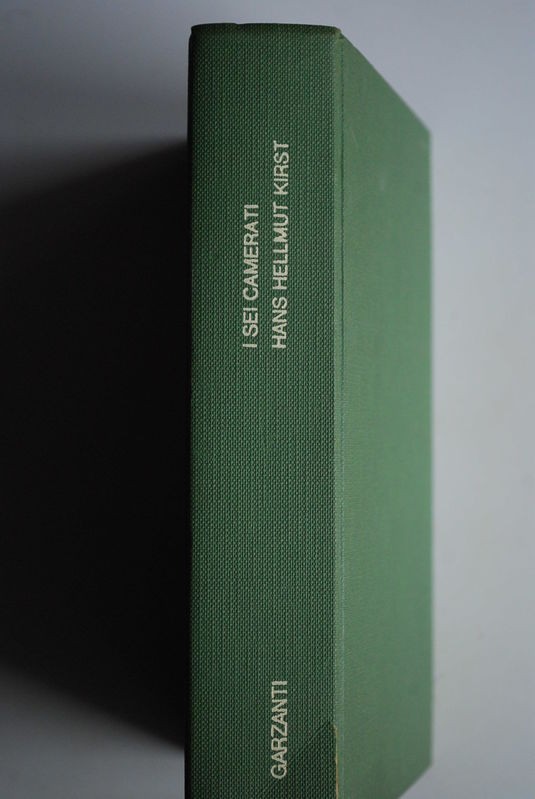 I SEI CAMERATI
HANS HELLMUT KIRST
GARZANTI